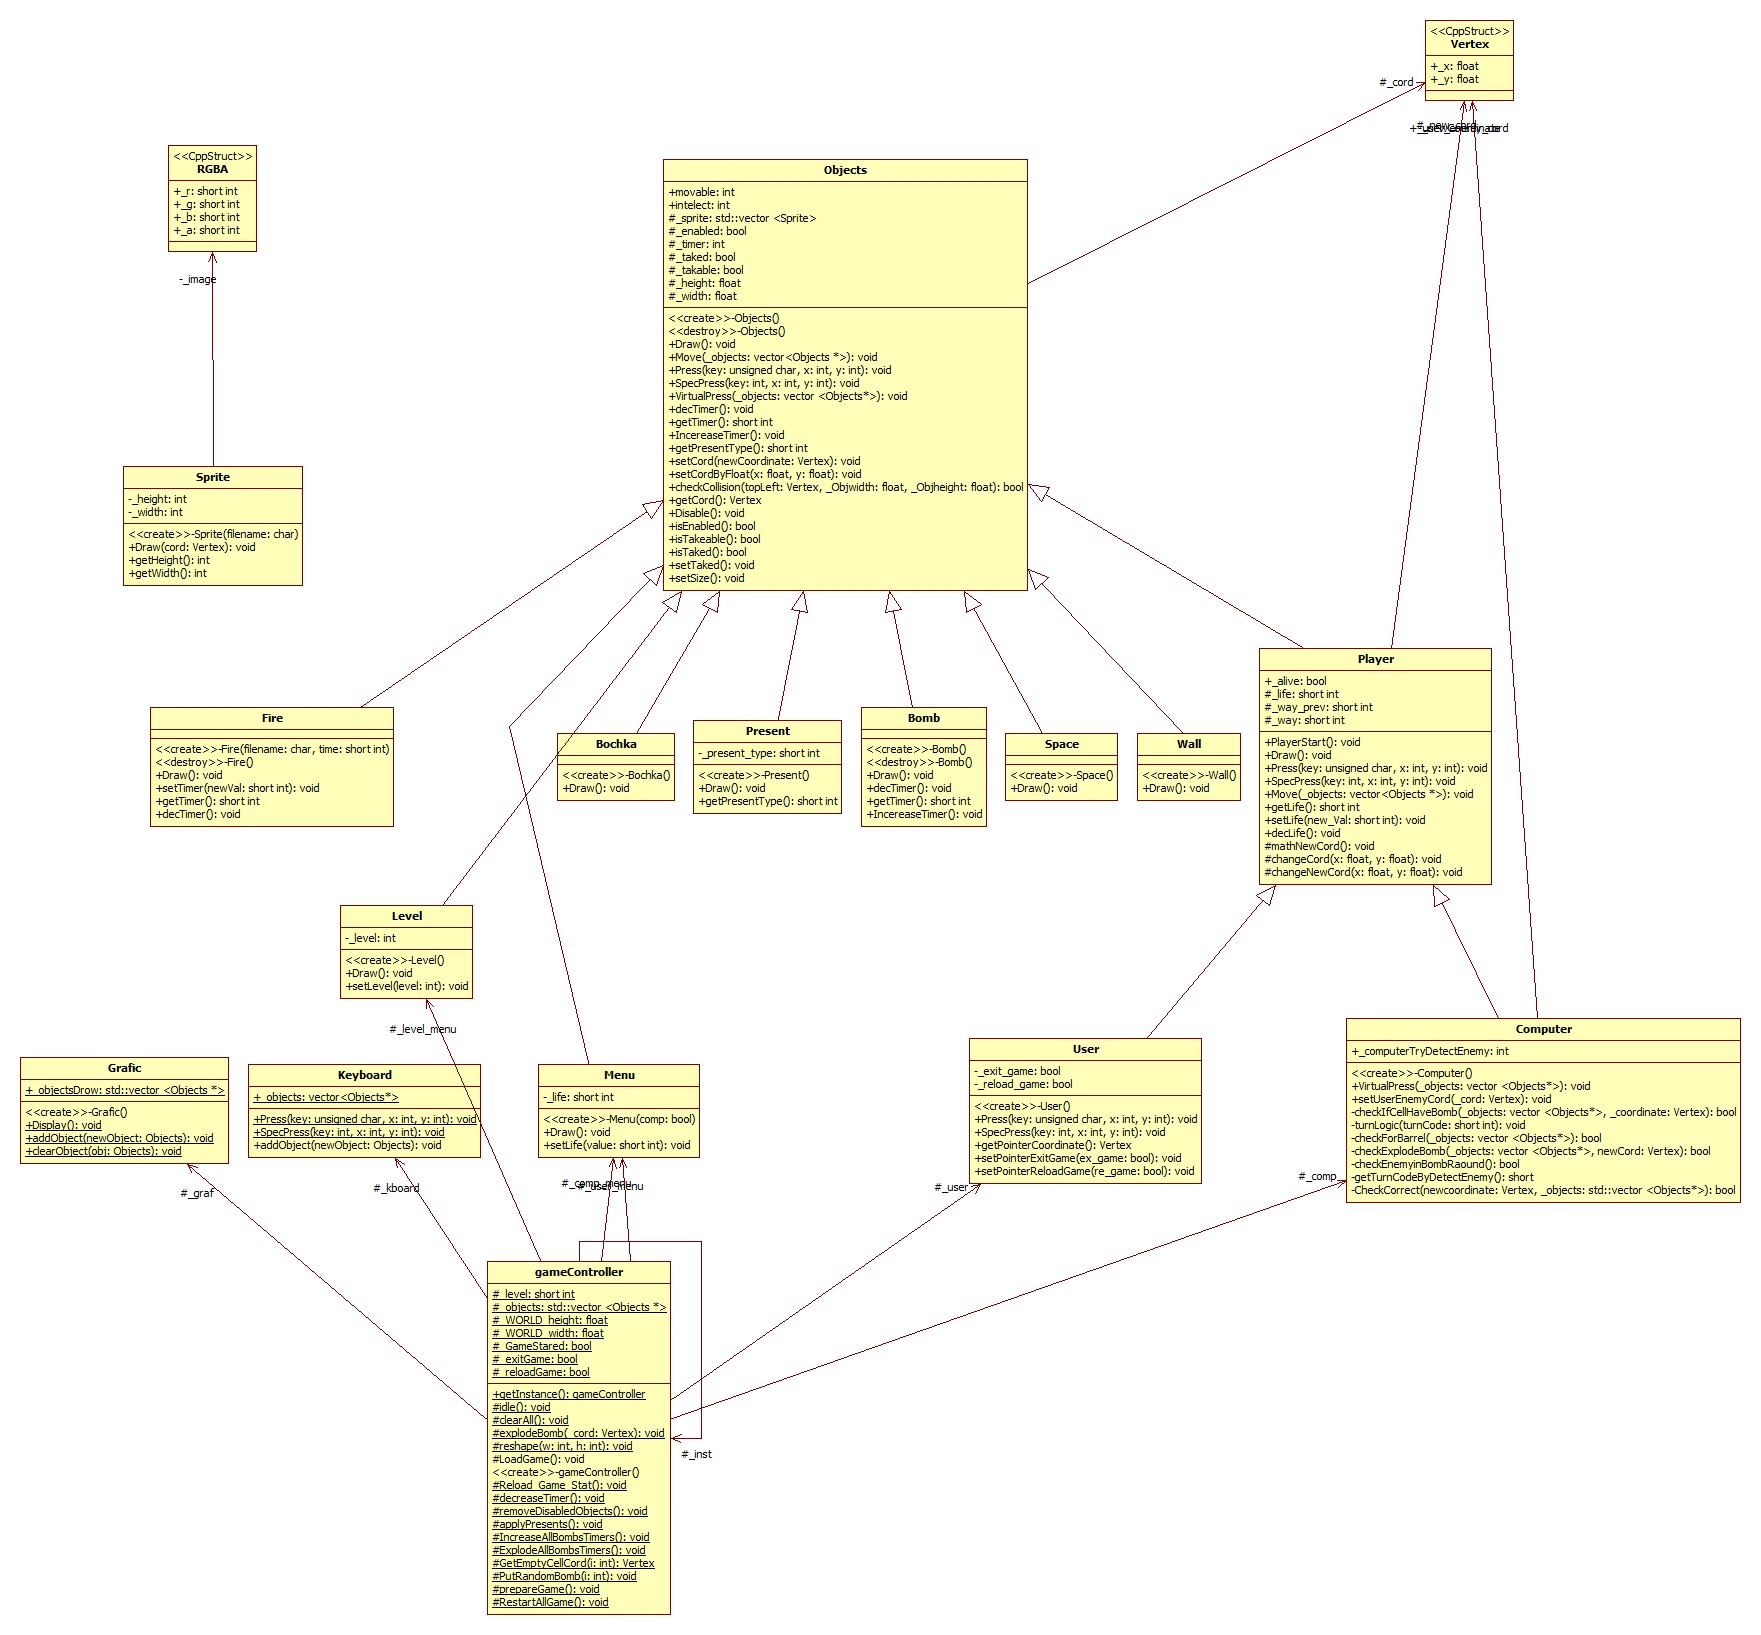 <<CppStruct>>
Vertex
+_x: float
+_y: float
#_cord
<<CppStruct>>
RGBA
+_r: short int
+_g: short int
+_b: short int
+_a: short int
-_image
Objects
+movable: int
+intelect: int
#_sprite: std::vector <Sprite>
#_enabled: bool
#_timer: int
#_taked: bool
#_takable: bool
#_height: float
#_width: float
<<create>>-Objects()
<<destroy>>-Objects()
+Draw(): void
+Move(_objects: vector<Objects *>): void
+Press(key: unsigned char, x: int, y: int): void
+SpecPress(key: int, x: int, y: int): void
+VirtualPress(_objects: vector <Objects*>): void
+decTimer(): void
+getTimer(): short int
+IncereaseTimer(): void
+getPresentType(): short int
+setCord(newCoordinate: Vertex): void
+setCordByFloat(x: float, y: float): void
+checkCollision(topLeft: Vertex, _Objwidth: float, _Objheight: float): bool
+getCord(): Vertex
+Disable(): void
+isEnabled(): bool
+isTakeable(): bool
+isTaked(): bool
+setTaked(): void
+setSize(): void
Sprite
-_height: int
-_width: int
<<create>>-Sprite(filename: char)
+Draw(cord: Vertex): void
+getHeight(): int
+getWidth(): int
Fire
<<create>>-Fire(filename: char, time: short int)
<<destroy>>-Fire()
+Draw(): void
+setTimer(newVal: short int): void
+getTimer(): short int
+decTimer(): void
Bochka
<<create>>-Bochka()
+Draw(): void
Present
-_present_type: short int
<<create>>-Present()
+Draw(): void
+getPresentType(): short int
Bomb
<<create>>-Bomb()
<<destroy>>-Bomb()
+Draw(): void
+decTimer(): void
+getTimer(): short int
+IncereaseTimer(): void
Space
<<create>>-Space()
+Draw(): void
Wall
<<create>>-Wall()
+Draw(): void
Player
+_alive: bool
#_life: short int
#_way_prev: short int
#_way: short int
+PlayerStart(): void
+Draw(): void
+Press(key: unsigned char, x: int, y: int): void
+SpecPress(key: int, x: int, y: int): void
+Move(_objects: vector<Objects *>): void
+getLife(): short int
+setLife(new_Val: short int): void
+decLife(): void
#mathNewCord(): void
#changeCord(x: float, y: float): void
#changeNewCord(x: float, y: float): void
Level
-_level: int
<<create>>-Level()
+Draw(): void
+setLevel(level: int): void
#_level_menu
Grafic
+_objectsDrow: std::vector <Objects *>
<<create>>-Grafic()
+Display(): void
+addObject(newObject: Objects): void
+clearObject(obj: Objects): void
#_graf
Keyboard
+_objects: vector<Objects*>
+Press(key: unsigned char, x: int, y: int): void
+SpecPress(key: int, x: int, y: int): void
+addObject(newObject: Objects): void
#_kboard
Menu
-_life: short int
<<create>>-Menu(comp: bool)
+Draw(): void
+setLife(value: short int): void
#_comp_menu
#_user_menu
User
-_exit_game: bool
-_reload_game: bool
<<create>>-User()
+Press(key: unsigned char, x: int, y: int): void
+SpecPress(key: int, x: int, y: int): void
+getPointerCoordinate(): Vertex
+setPointerExitGame(ex_game: bool): void
+setPointerReloadGame(re_game: bool): void
#_user
Computer
+_computerTryDetectEnemy: int
<<create>>-Computer()
+VirtualPress(_objects: vector <Objects*>): void
+setUserEnemyCord(_cord: Vertex): void
-checkIfCellHaveBomb(_objects: vector <Objects*>, _coordinate: Vertex): bool
-turnLogic(turnCode: short int): void
-checkForBarrel(_objects: vector <Objects*>): bool
-checkExplodeBomb(_objects: vector <Objects*>, newCord: Vertex): bool
-checkEnemyinBombRaound(): bool
-getTurnCodeByDetectEnemy(): short
-CheckCorrect(newcoordinate: Vertex, _objects: std::vector <Objects*>): bool
#_comp
gameController
#_level: short int
#_objects: std::vector <Objects *>
#_WORLD_height: float
#_WORLD_width: float
#_GameStared: bool
#_exitGame: bool
#_reloadGame: bool
+getInstance(): gameController
#idle(): void
#clearAll(): void
#explodeBomb(_cord: Vertex): void
#reshape(w: int, h: int): void
#LoadGame(): void
<<create>>-gameController()
#Reload_Game_Stat(): void
#decreaseTimer(): void
#removeDisabledObjects(): void
#applyPresents(): void
#IncreaseAllBombsTimers(): void
#ExplodeAllBombsTimers(): void
#GetEmptyCellCord(i: int): Vertex
#PutRandomBomb(i: int): void
#prepareGame(): void
#RestartAllGame(): void
#_inst